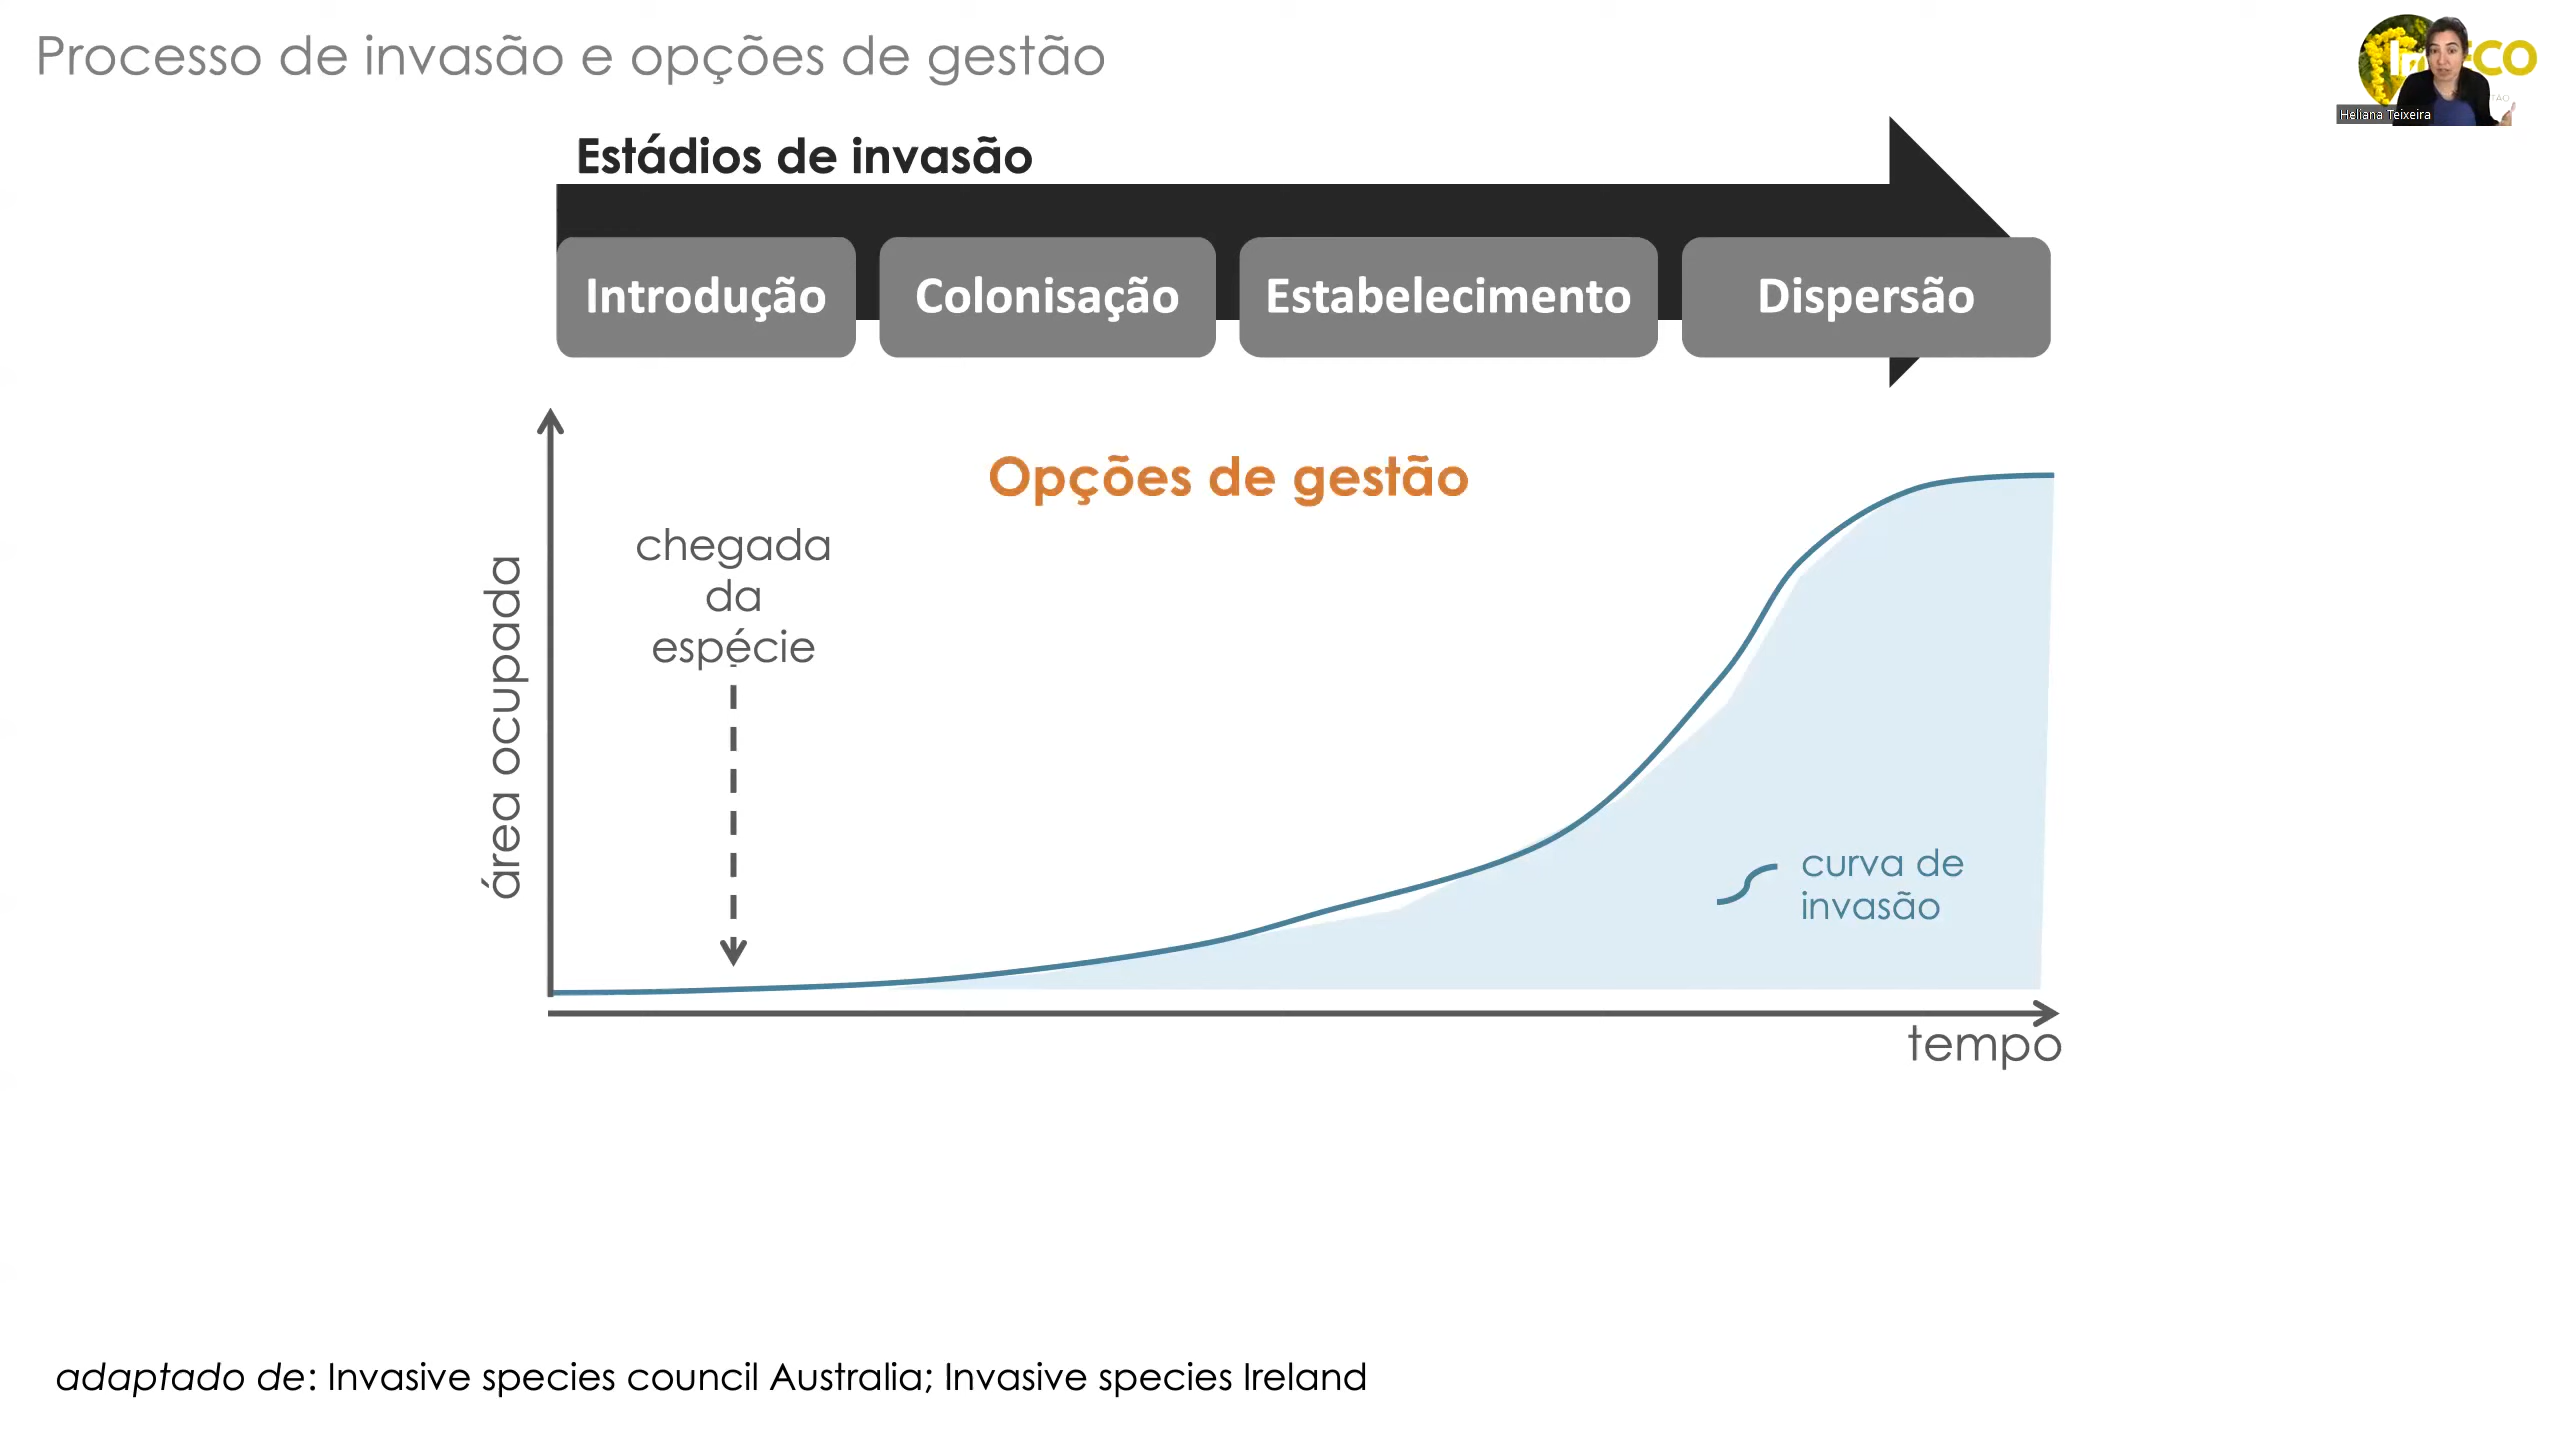 Processo de invasão e opções de gestão
Heliana Teixeira
Estádios de invasão
Introdução
Colonisação
Estabelecimento
Dispersão
Opções de gestão
chegada
da
espécie
área ocupada
curva de
invasão
tempo
adaptado de: Invasive species council Australia; Invasive species Ireland